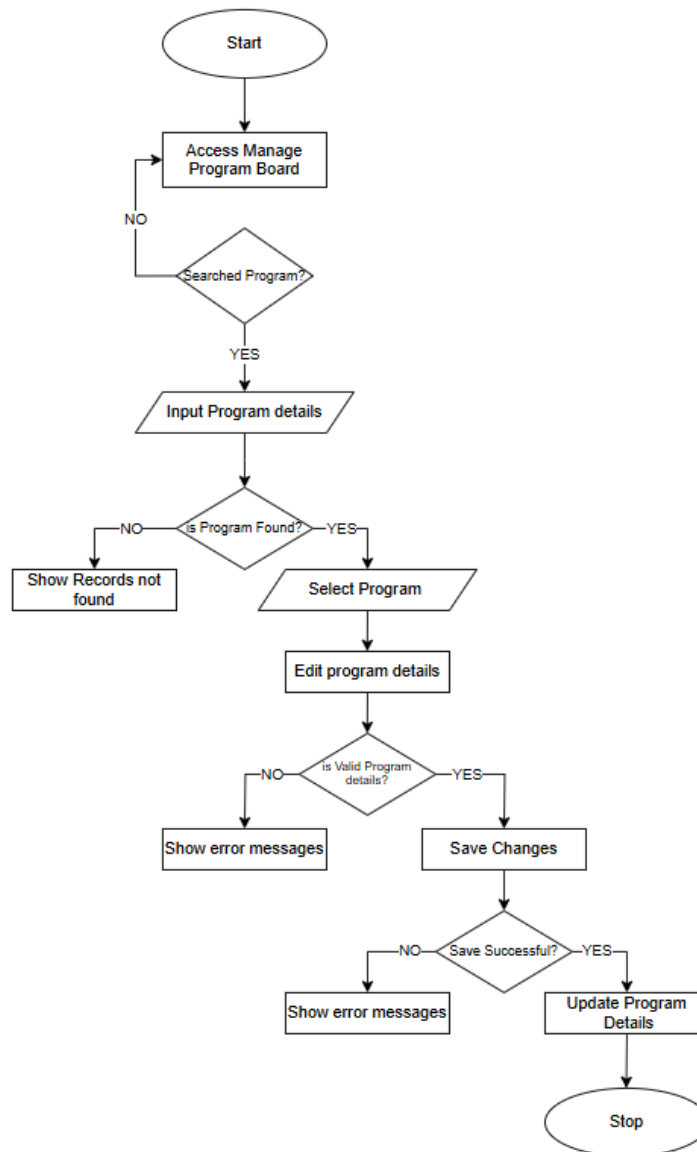 Start
Access Manage
Program Board
NO
Searched Program?
YES
Input Program details
is Program Found?
NO
YES
Show Records not
found
Select Program
Edit program details
is Valid Program
details?
NO
YES
Show error messages
Save Changes
Save Successful?
NO
YES
Show error messages
Update Program
Details
Stop